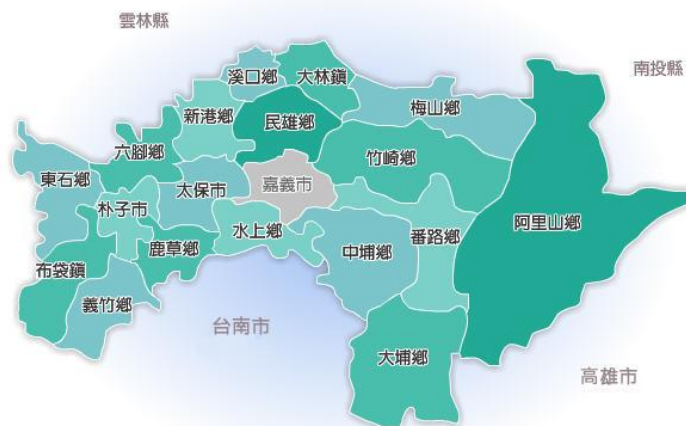 雲林縣
南投縣
溪口鄉
大林鎮
梅山鄉
新港鄉
民雄鄉
六腳鄉
竹崎鄉
東石鄉
太保市
嘉義市
朴子市
阿里山鄉
水上鄉
番路鄉
鹿草鄉
中埔鄉
布袋鎮
義竹鄉
台南市
大埔鄉
高雄市